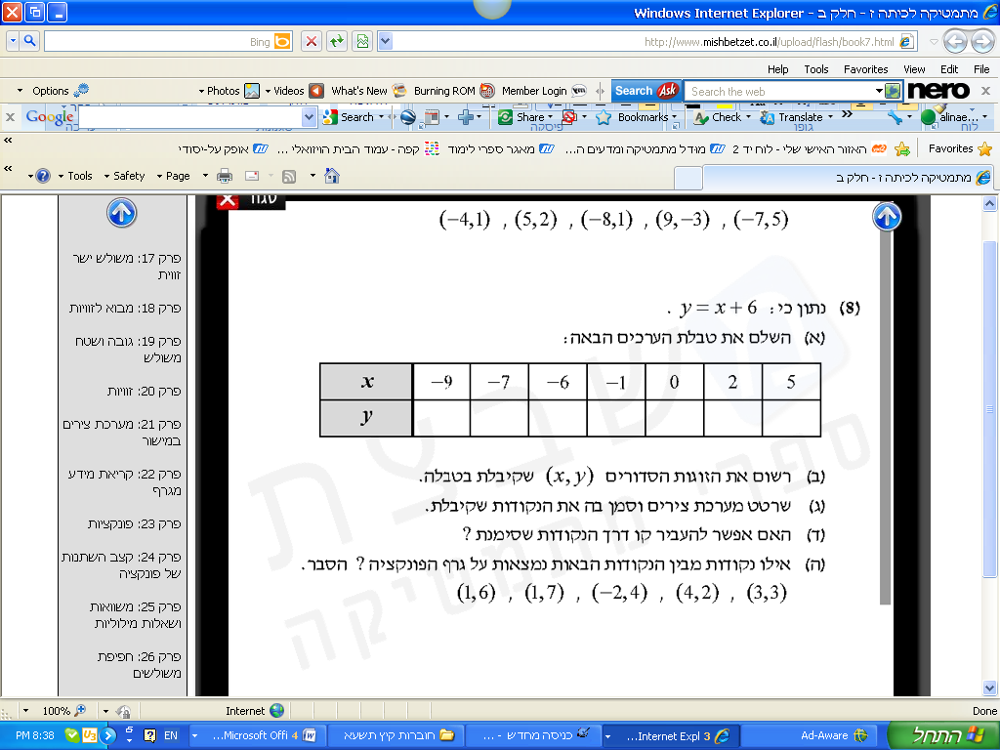 מתמטיקה לכיתה ז - חלק ב - Windows Internet Explorer
http://www.mishbetzet.co.il/upload/flash/book7.html
Bing
File Edit View Favorites Tools Help
nero Search the web Search Ask Member Login Burning ROM What's New Videos Photos Options
Google Search Share Bookmarks Check Translate alinae...
Favorites האזור האישי שלי - לוח יד 2 מודל מתמטיקה ומדעים ה... מאגר ספרי לימוד קפה - עמוד הבית הויזואלי ... אופק על-יסודי
מתמטיקה לכיתה ז - חלק ב
Page Safety Tools
סגור
(−4,1) , (5,2) , (−8,1) , (9,−3) , (−7,5)
(8) נתון כי: y = x + 6 .
(א) השלם את טבלת הערכים הבאה:
x −9 −7 −6 −1 0 2 5
y
(ב) רשום את הזוגות הסדורים (x, y) שקיבלת בטבלה.
(ג) שרטט מערכת צירים וסמן בה את הנקודות שקיבלת.
(ד) האם אפשר להעביר קו דרך הנקודות שסימנת ?
(ה) אילו נקודות מבין הנקודות הבאות נמצאות על גרף הפונקציה ? הסבר.
(1,6) , (1,7) , (−2,4) , (4,2) , (3,3)
משבצת
ספרי מתמטיקה
פרק 17: משולש ישר
זווית
פרק 18: מבוא לזוויות
פרק 19: גובה ושטח
משולש
פרק 20: זוויות
פרק 21: מערכת צירים
במישור
פרק 22: קריאת מידע
מגרף
פרק 23: פונקציות
פרק 24: קצב השתנות
של פונקציה
פרק 25: משוואות
ושאלות מילוליות
פרק 26: חפיפת
משולשים
Done
Internet
100%
התחל
Ad-Aware
3 Internet Expl...
כניסה מחדש - ...
חוברות קיץ תשעא
4 Microsoft Offi...
EN
8:38 PM